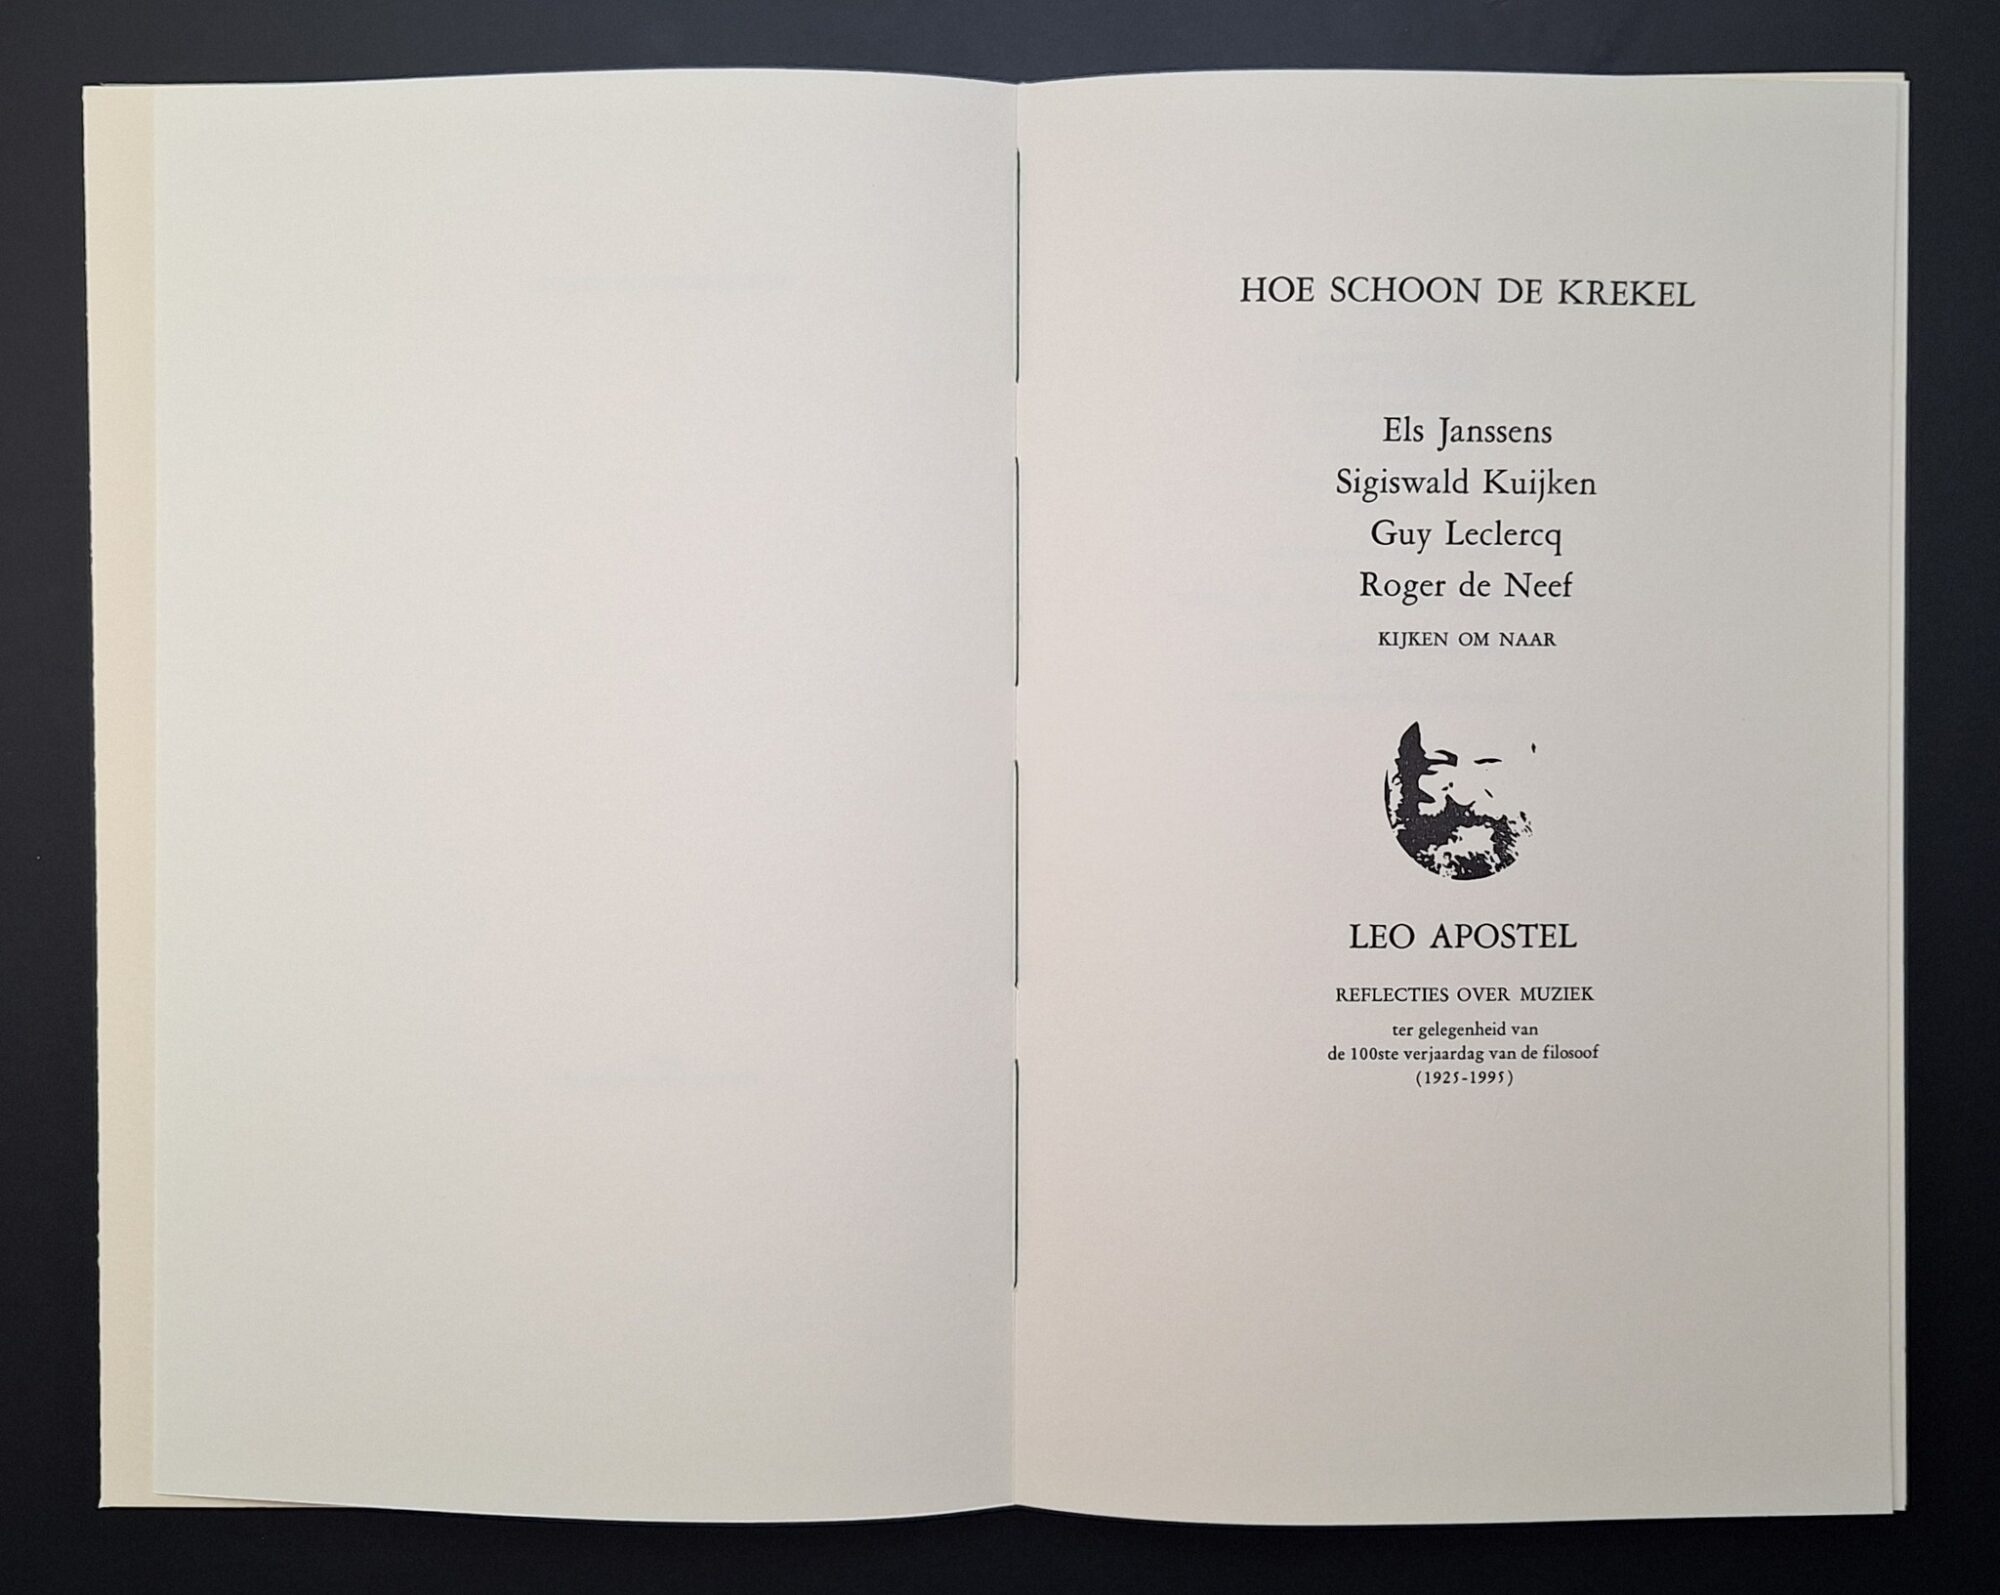 HOE SCHOON DE KREKEL
Els Janssens
Sigiswald Kuijken
Guy Leclercq
Roger de Neef
KIJKEN OM NAAR
LEO APOSTEL
REFLECTIES OVER MUZIEK
ter gelegenheid van
de 100ste verjaardag van de filosoof
(1925-1995)